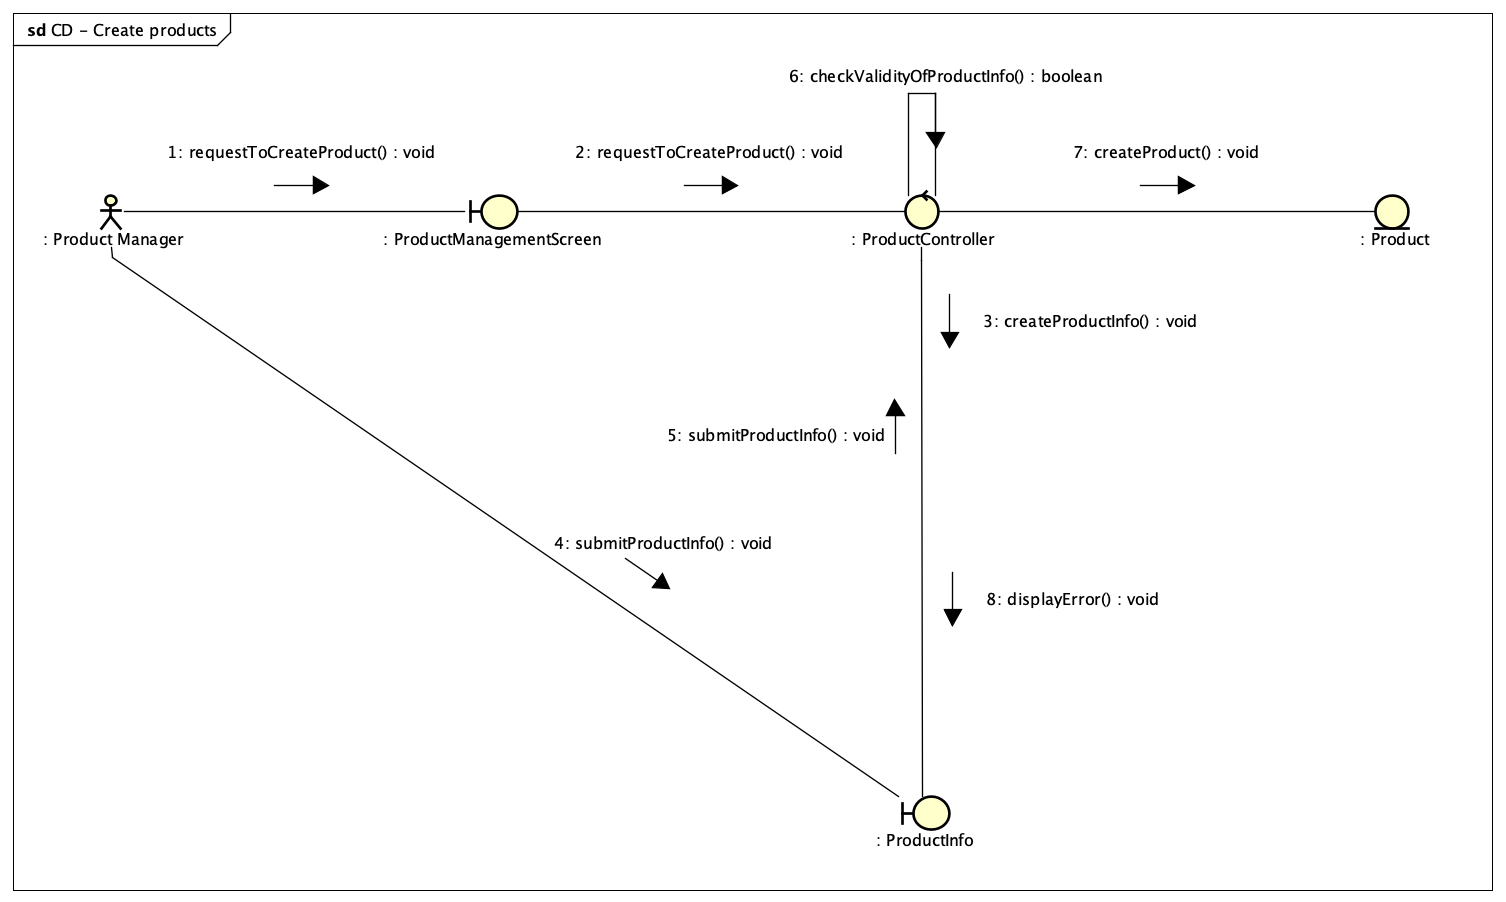 sd CD - Create products
6: checkValidityOfProductInfo() : boolean
1: requestToCreateProduct() : void
2: requestToCreateProduct() : void
7: createProduct() : void
: Product Manager
: ProductManagementScreen
: ProductController
: Product
3: createProductInfo() : void
5: submitProductInfo() : void
4: submitProductInfo() : void
8: displayError() : void
: ProductInfo